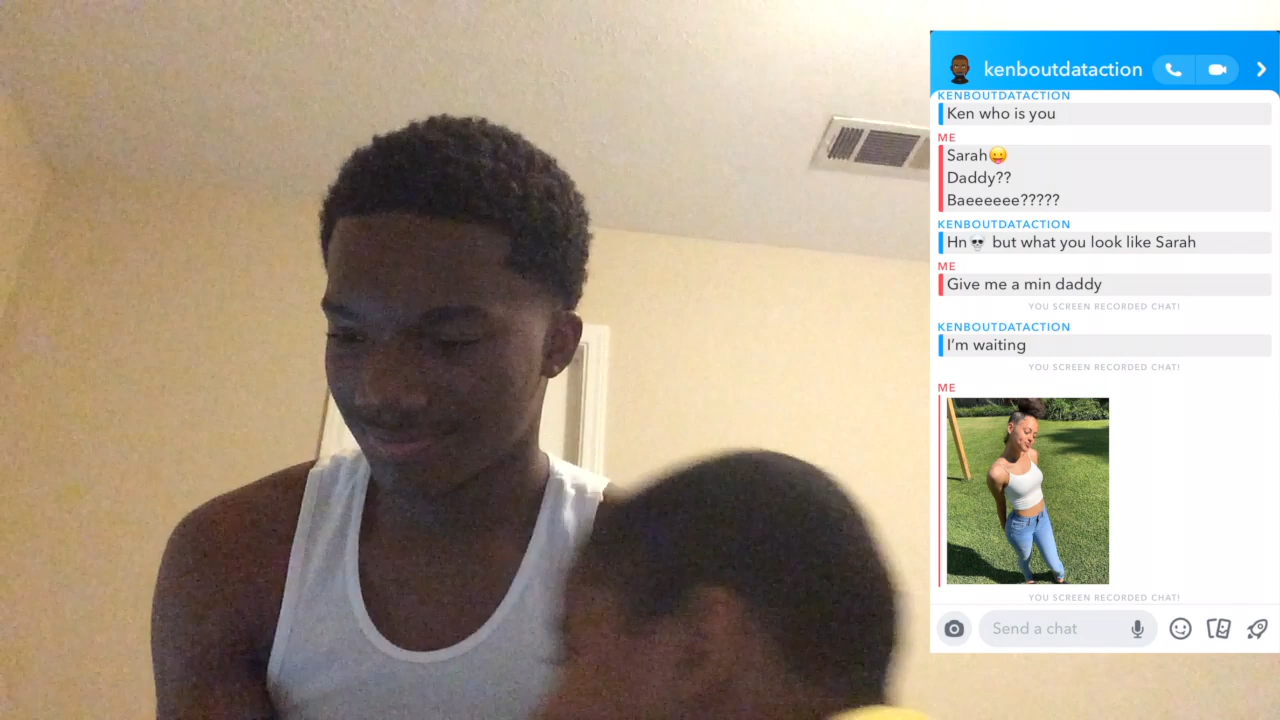 kenboutdataction
KENBOUTDATACTION
Ken who is you
ME
Sarah😛
Daddy??
Baeeeeee?????
KENBOUTDATACTION
Hn💀 but what you look like Sarah
ME
Give me a min daddy
YOU SCREEN RECORDED CHAT!
KENBOUTDATACTION
I'm waiting
YOU SCREEN RECORDED CHAT!
ME
YOU SCREEN RECORDED CHAT!
Send a chat